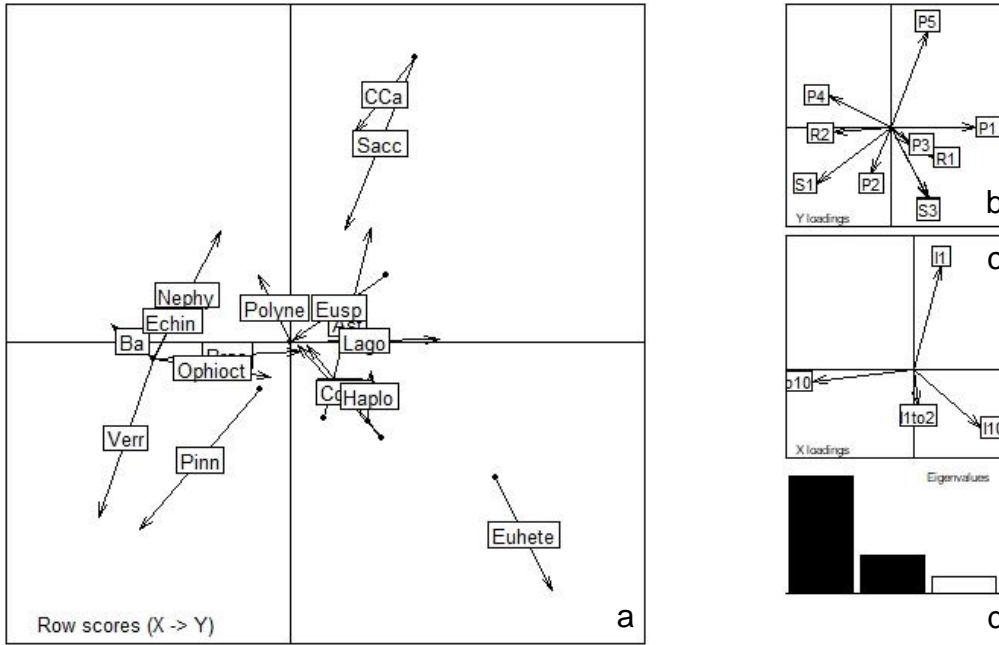 CCa
Sacc
Nephy
Polyne
Eusp
Echin
Ba
Lago
Ophioct
Haplo
Verr
Pinn
Euhete
Row scores (X -> Y)
a
P5
P4
P1
R2
P3
R1
S1
P2
S3
Y loadings
b
I1
I1to2
X loadings
Eigenvalues